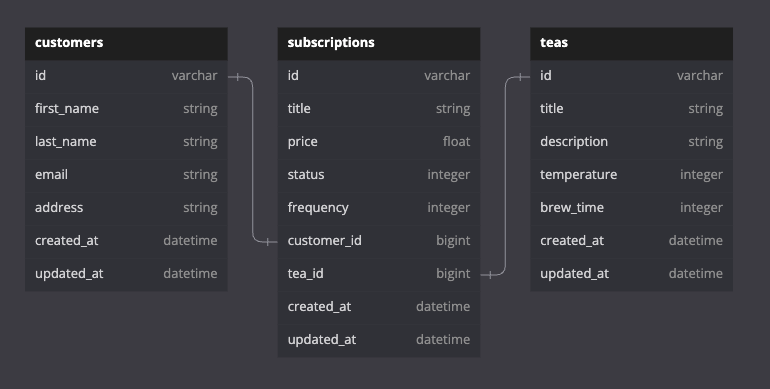 customers
id varchar
first_name string
last_name string
email string
address string
created_at datetime
updated_at datetime
subscriptions
id varchar
title string
price float
status integer
frequency integer
customer_id bigint
tea_id bigint
created_at datetime
updated_at datetime
teas
id varchar
title string
description string
temperature integer
brew_time integer
created_at datetime
updated_at datetime